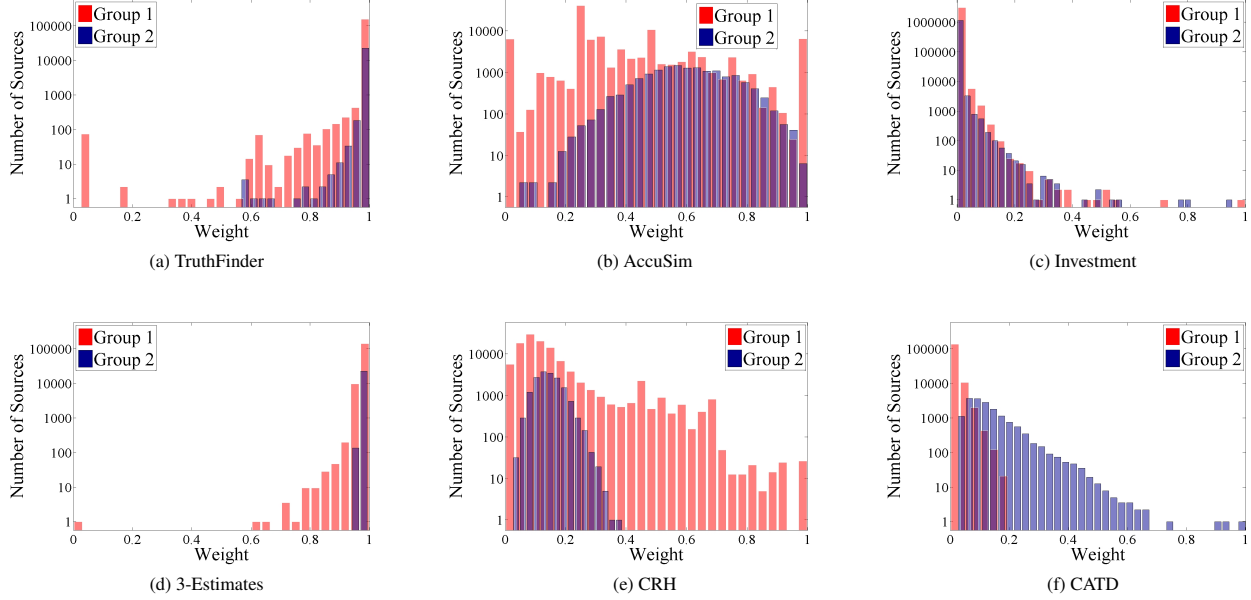 Number of Sources
100000
10000
1000
100
10
1
Group 1
Group 2
0
0.2
0.4
0.6
0.8
1
Weight
(a) TruthFinder
Number of Sources
10000
1000
100
10
1
Group 1
Group 2
0
0.2
0.4
0.6
0.8
1
Weight
(b) AccuSim
Number of Sources
1000000
100000
10000
1000
100
10
1
Group 1
Group 2
0
0.2
0.4
0.6
0.8
1
Weight
(c) Investment
Number of Sources
100000
10000
1000
100
10
1
Group 1
Group 2
0
0.2
0.4
0.6
0.8
1
Weight
(d) 3-Estimates
Number of Sources
10000
1000
100
10
1
Group 1
Group 2
0
0.2
0.4
0.6
0.8
1
Weight
(e) CRH
Number of Sources
100000
10000
1000
100
10
1
Group 1
Group 2
0
0.2
0.4
0.6
0.8
1
Weight
(f) CATD